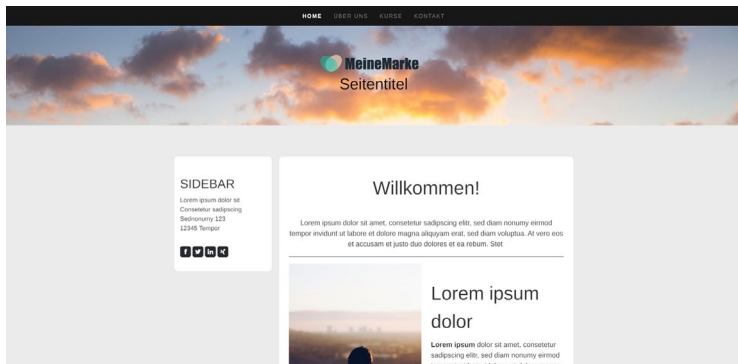 HOME ÜBER UNS KURSE KONTAKT
MeineMarke
Seitentitel
SIDEBAR
Lorem ipsum dolor sit
Consetetur sadipscing
Sednonumy 123
12345 Tempor
Willkommen!
Lorem ipsum dolor sit amet, consetetur sadipscing elitr, sed diam nonumy eirmod
tempor invidunt ut labore et dolore magna aliquyam erat, sed diam voluptua. At vero eos
et accusam et justo duo dolores et ea rebum. Stet
Lorem ipsum
dolor
Lorem ipsum dolor sit amet, consetetur
sadipscing elitr, sed diam nonumy eirmod